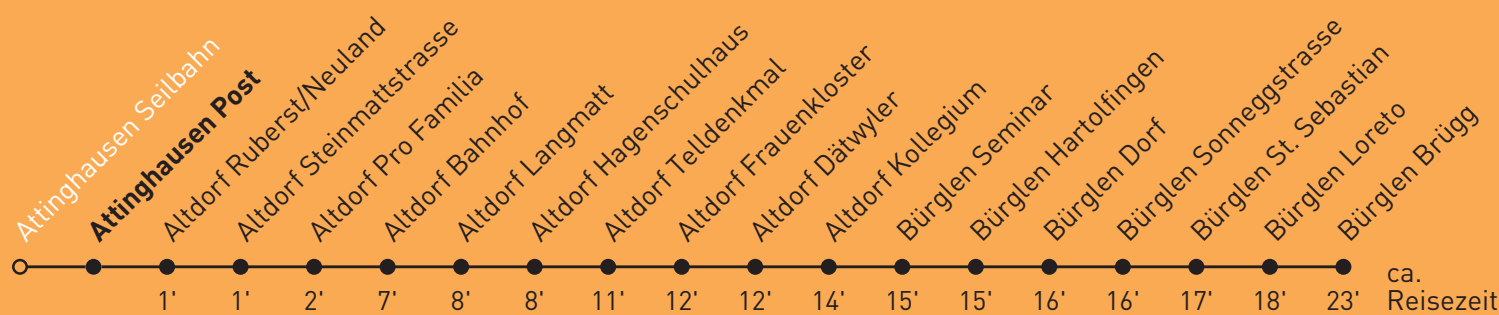 Attinghausen Seilbahn
Attinghausen Post
Altdorf Ruberst/Neuland
Altdorf Steinmattstrasse
Altdorf Pro Familia
Altdorf Bahnhof
Altdorf Langmatt
Altdorf Hagenschulhaus
Altdorf Telldenkmal
Altdorf Frauenkloster
Altdorf Dätwyler
Altdorf Kollegium
Bürglen Seminar
Bürglen Hartolfingen
Bürglen Dorf
Bürglen Sonneggstrasse
Bürglen St. Sebastian
Bürglen Loreto
Bürglen Brügg
1' 1' 2' 7' 8' 8' 11' 12' 12' 14' 15' 15' 16' 16' 17' 18' 23'
ca.
Reisezeit